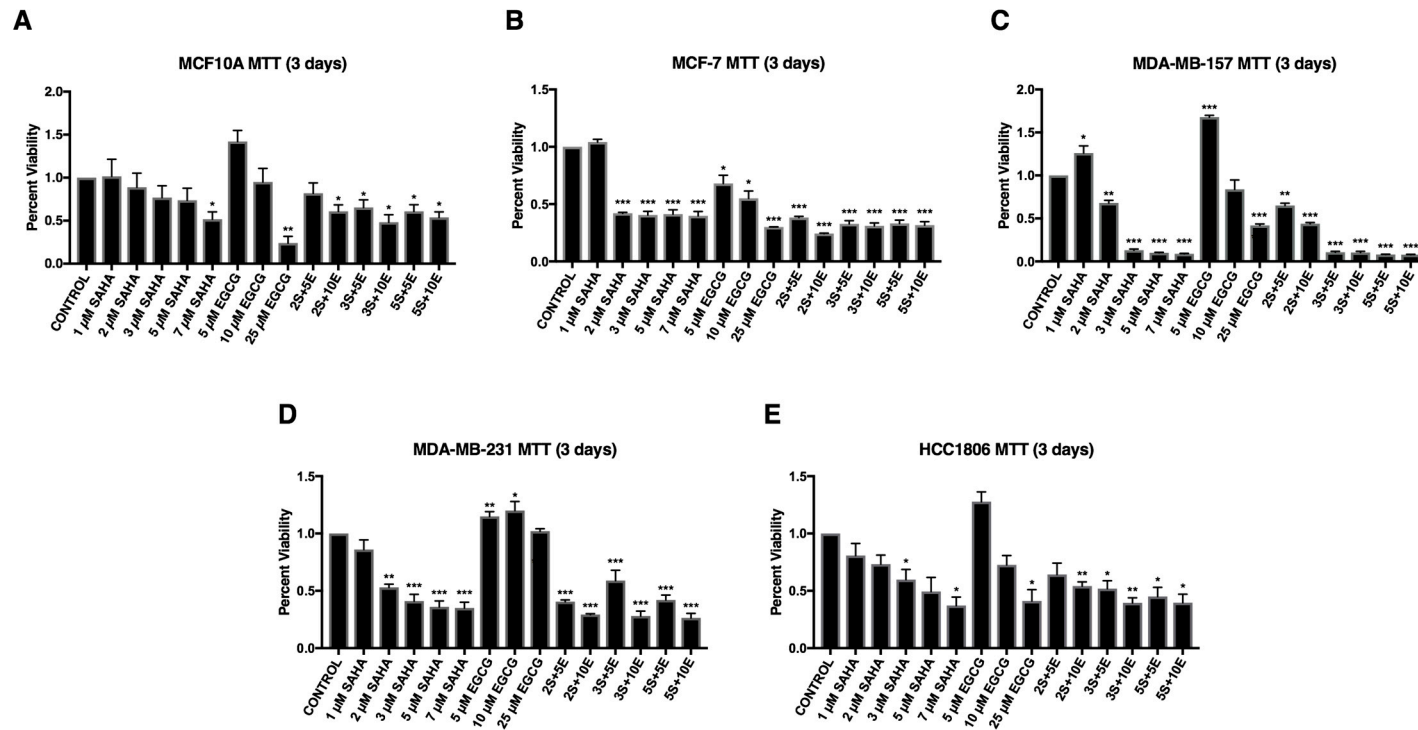 A
MCF10A MTT (3 days)
Percent Viability
2.0
1.5
1.0
0.5
0.0
*
**
*
*
*
*
*
CONTROL
1 µM SAHA
2 µM SAHA
3 µM SAHA
5 µM SAHA
7 µM SAHA
5 µM EGCG
10 µM EGCG
25 µM EGCG
2S+5E
2S+10E
3S+5E
3S+10E
5S+5E
5S+10E
B
MCF-7 MTT (3 days)
Percent Viability
1.5
1.0
0.5
0.0
***
***
***
***
*
*
***
***
***
***
***
***
***
CONTROL
1 µM SAHA
2 µM SAHA
3 µM SAHA
5 µM SAHA
7 µM SAHA
5 µM EGCG
10 µM EGCG
25 µM EGCG
2S+5E
2S+10E
3S+5E
3S+10E
5S+5E
5S+10E
C
MDA-MB-157 MTT (3 days)
Percent Viability
2.0
1.5
1.0
0.5
0.0
*
**
***
***
***
***
***
**
***
***
***
***
***
CONTROL
1 µM SAHA
2 µM SAHA
3 µM SAHA
5 µM SAHA
7 µM SAHA
5 µM EGCG
10 µM EGCG
25 µM EGCG
2S+5E
2S+10E
3S+5E
3S+10E
5S+5E
5S+10E
D
MDA-MB-231 MTT (3 days)
Percent Viability
1.5
1.0
0.5
0.0
**
***
***
***
**
*
***
***
***
***
***
***
CONTROL
1 µM SAHA
2 µM SAHA
3 µM SAHA
5 µM SAHA
7 µM SAHA
5 µM EGCG
10 µM EGCG
25 µM EGCG
2S+5E
2S+10E
3S+5E
3S+10E
5S+5E
5S+10E
E
HCC1806 MTT (3 days)
Percent Viability
1.5
1.0
0.5
0.0
*
*
*
**
*
**
*
*
CONTROL
1 µM SAHA
2 µM SAHA
3 µM SAHA
5 µM SAHA
7 µM SAHA
5 µM EGCG
10 µM EGCG
25 µM EGCG
2S+5E
2S+10E
3S+5E
3S+10E
5S+5E
5S+10E